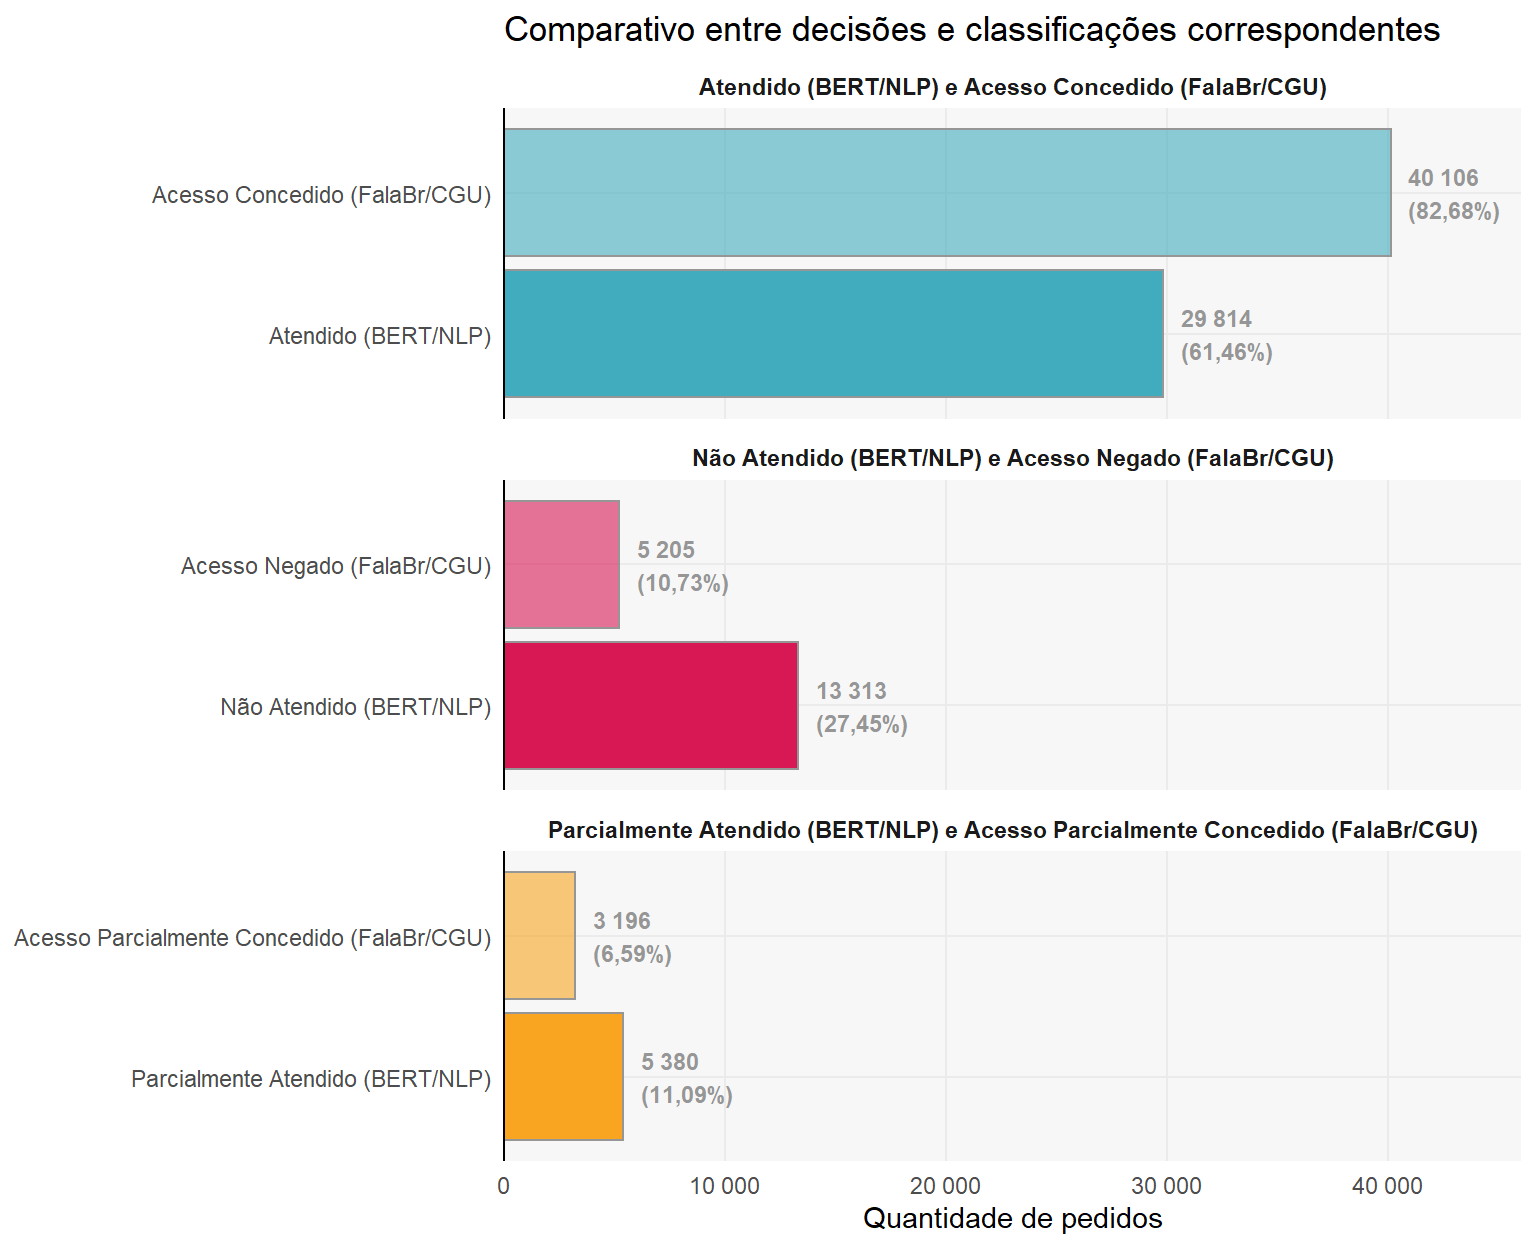 Comparativo entre decisões e classificações correspondentes
Atendido (BERT/NLP) e Acesso Concedido (FalaBr/CGU)
Acesso Concedido (FalaBr/CGU)
40 106
(82,68%)
Atendido (BERT/NLP)
29 814
(61,46%)
Não Atendido (BERT/NLP) e Acesso Negado (FalaBr/CGU)
Acesso Negado (FalaBr/CGU)
5 205
(10,73%)
Não Atendido (BERT/NLP)
13 313
(27,45%)
Parcialmente Atendido (BERT/NLP) e Acesso Parcialmente Concedido (FalaBr/CGU)
Acesso Parcialmente Concedido (FalaBr/CGU)
3 196
(6,59%)
Parcialmente Atendido (BERT/NLP)
5 380
(11,09%)
0 10 000 20 000 30 000 40 000
Quantidade de pedidos